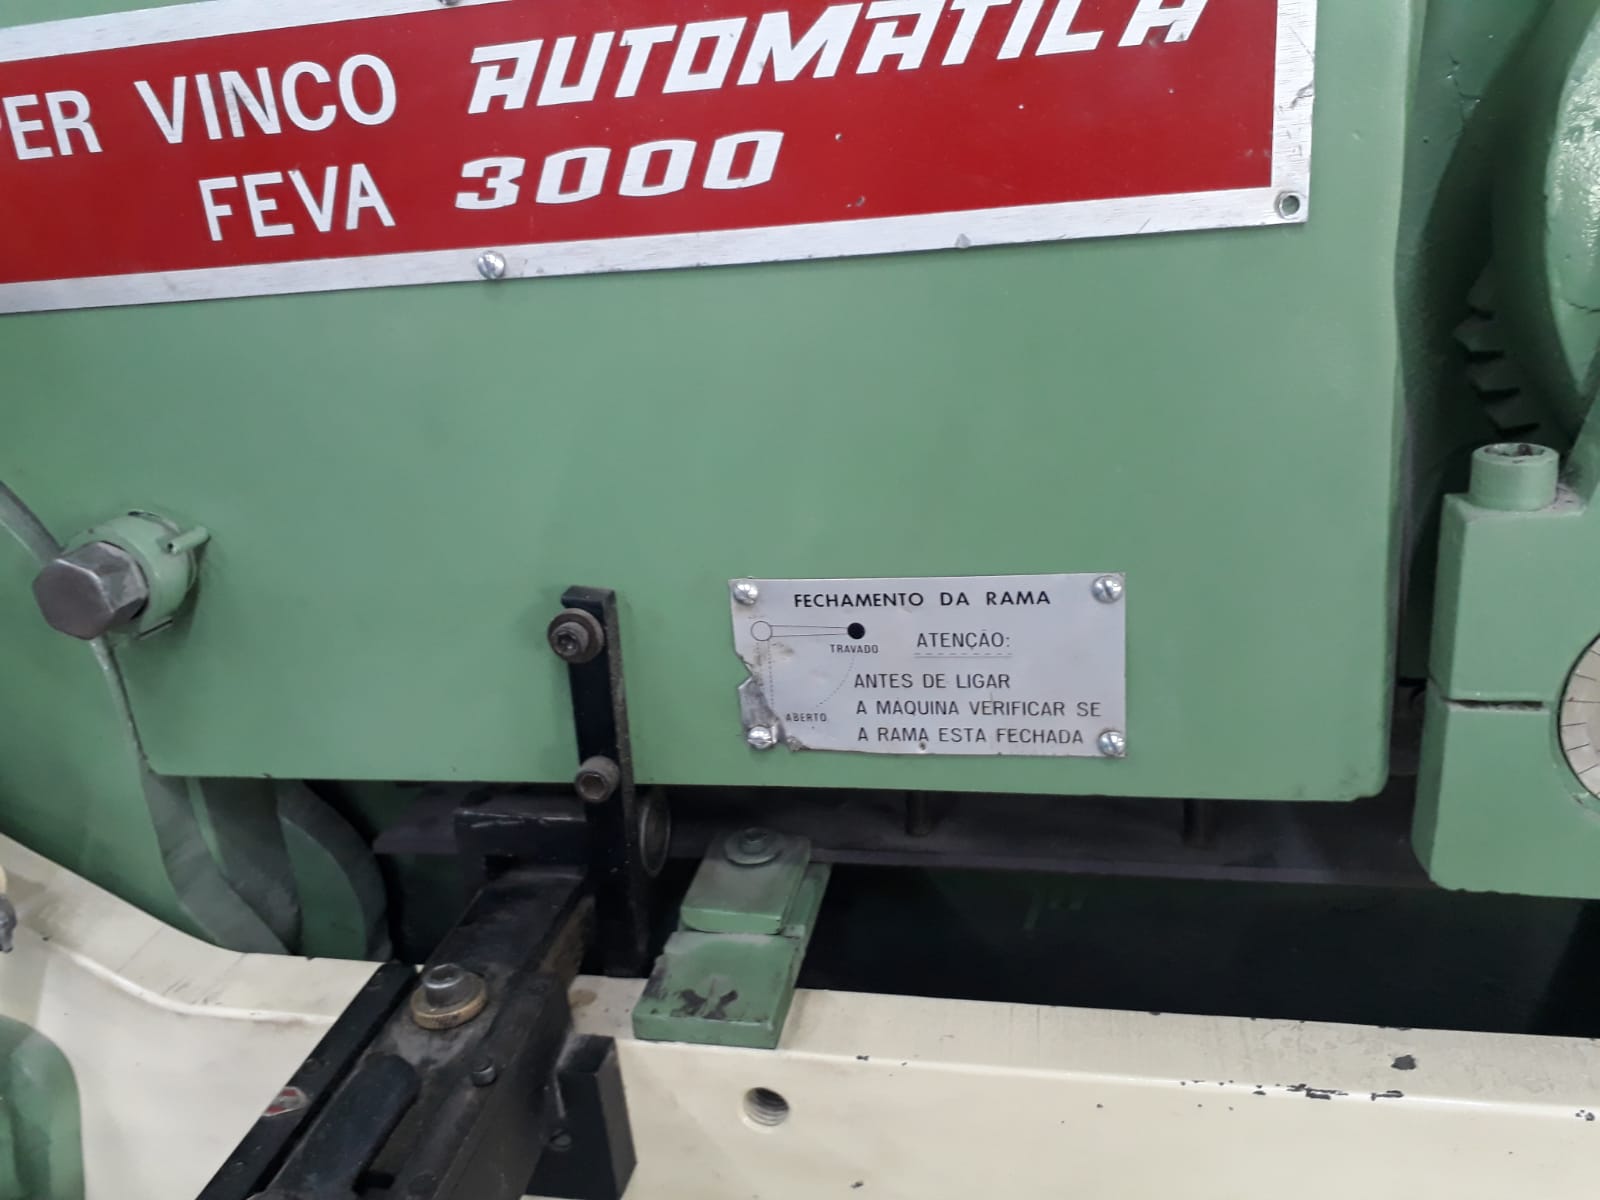 PER VINCO AUTOMATICA
FEVA 3000
FECHAMENTO DA RAMA
TRAVADO
ATENÇÃO:
ANTES DE LIGAR
A MAQUINA VERIFICAR SE
ABERTO
A RAMA ESTA FECHADA